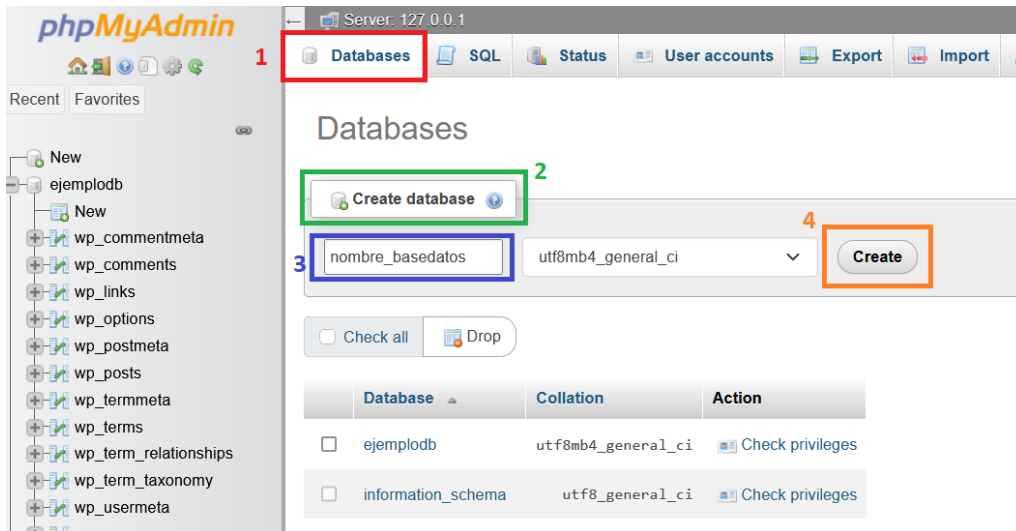 phpMyAdmin
Recent Favorites
New
ejemplodb
New
wp_commentmeta
wp_comments
wp_links
wp_options
wp_postmeta
wp_posts
wp_termmeta
wp_terms
wp_term_relationships
wp_term_taxonomy
wp_usermeta
Server: 127.0.0.1
1 Databases SQL Status User accounts Export Import
Databases
2
Create database
4
3 nombre_basedatos utf8mb4_general_ci Create
Check all Drop
Database Collation Action
ejemplodb utf8mb4_general_ci Check privileges
information_schema utf8_general_ci Check privileges